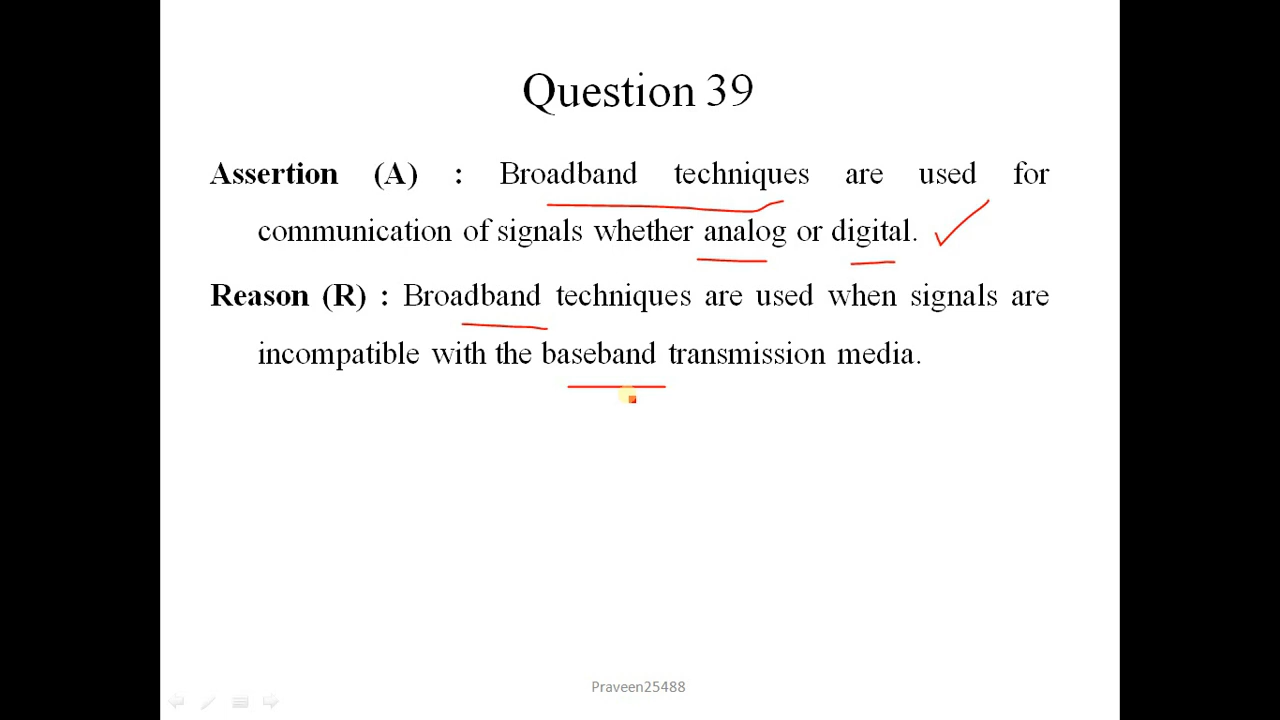 Question 39
Assertion (A) : Broadband techniques are used for
communication of signals whether analog or digital.
Reason (R) : Broadband techniques are used when signals are
incompatible with the baseband transmission media.
Praveen25488